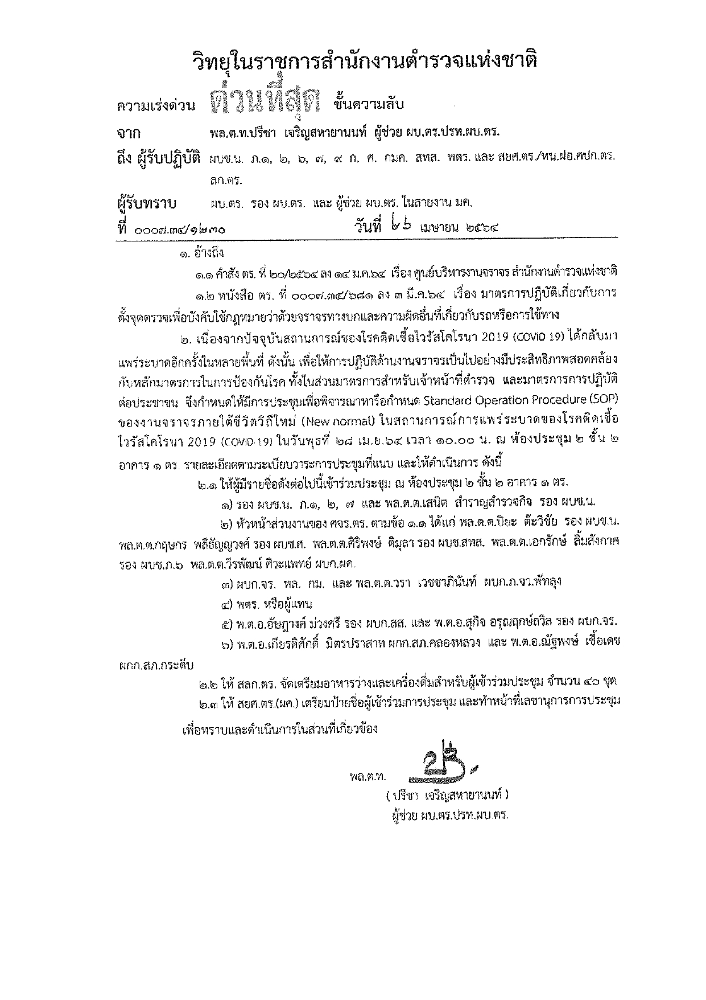 วิทยุในราชการสำนักงานตำรวจแห่งชาติ
ความเร่งด่วน ด่วนที่สุด ชั้นความลับ
จาก พล.ต.ท.ปรีชา เจริญสหายานนท์ ผู้ช่วย ผบ.ตร.ปรท.ผบ.ตร.
ถึง ผู้รับปฏิบัติ ผบช.น. ภ.๑, ๒, ๖, ๗, ๙ ก. ศ. กมค. สทส. พตร. และ สยศ.ตร./หน.ฝอ.ศปก.ตร.
ลก.ตร.
ผู้รับทราบ ผบ.ตร. รอง ผบ.ตร. และ ผู้ช่วย ผบ.ตร. ในสายงาน มค.
ที่ ๐๐๐๗.๓๔/๑๒๓๐ วันที่ ๒๖ เมษายน ๒๕๖๔
๑. อ้างถึง
๑.๑ คำสั่ง ตร. ที่ ๒๐/๒๕๖๔ ลง ๑๔ ม.ค.๖๔ เรื่อง ศูนย์บริหารงานจราจร สำนักงานตำรวจแห่งชาติ
๑.๒ หนังสือ ตร. ที่ ๐๐๐๗.๓๔/๖๘๑ ลง ๓ มี.ค.๖๔ เรื่อง มาตรการปฏิบัติเกี่ยวกับการ
ตั้งจุดตรวจเพื่อบังคับใช้กฎหมายว่าด้วยจราจรทางบกและความผิดอื่นที่เกี่ยวกับรถหรือการใช้ทาง
๒. เนื่องจากปัจจุบันสถานการณ์ของโรคติดเชื้อไวรัสโคโรนา 2019 (COVID-19) ได้กลับมา
แพร่ระบาดอีกครั้งในหลายพื้นที่ ดังนั้น เพื่อให้การปฏิบัติด้านงานจราจรเป็นไปอย่างมีประสิทธิภาพสอดคล้อง
กับหลักมาตรการในการป้องกันโรค ทั้งในส่วนมาตรการสำหรับเจ้าหน้าที่ตำรวจ และมาตรการการปฏิบัติ
ต่อประชาชน จึงกำหนดให้มีการประชุมเพื่อพิจารณาหารือกำหนด Standard Operation Procedure (SOP)
ของงานจราจรภายใต้ชีวิตวิถีใหม่ (New normal) ในสถานการณ์การแพร่ระบาดของโรคติดเชื้อ
ไวรัสโคโรนา 2019 (COVID-19) ในวันพุธที่ ๒๘ เม.ย.๖๔ เวลา ๑๐.๐๐ น. ณ ห้องประชุม ๒ ชั้น ๒
อาคาร ๑ ตร. รายละเอียดตามระเบียบวาระการประชุมที่แนบ และให้ดำเนินการ ดังนี้
๒.๑ ให้ผู้มีรายชื่อดังต่อไปนี้เข้าร่วมประชุม ณ ห้องประชุม ๒ ชั้น ๒ อาคาร ๑ ตร.
๑) รอง ผบช.น. ภ.๑, ๒, ๗ และ พล.ต.ต.เสนิต สำราญสำรวจกิจ รอง ผบช.น.
๒) หัวหน้าส่วนงานของ ศจร.ตร. ตามข้อ ๑.๑ ได้แก่ พล.ต.ต.ปิยะ ต๊ะวิชัย รอง ผบช.น.
พล.ต.ต.กฤษกร พลีธัญญวงศ์ รอง ผบช.ศ. พล.ต.ต.ศิริพงษ์ ติมุลา รอง ผบช.สทส. พล.ต.ต.เอกรักษ์ ลิ้มสังกาศ
รอง ผบช.ภ.๖ พล.ต.ต.วีรพัฒน์ ศิวะแพทย์ ผบก.ผค.
๓) ผบก.จร. ทล. กม. และ พล.ต.ต.วรา เวชชาภินันท์ ผบก.ภ.จว.พัทลุง
๔) พตร. หรือผู้แทน
๕) พ.ต.อ.อัษฎางค์ ม่วงศรี รอง ผบก.สส. และ พ.ต.อ.สุกิจ อรุณฤกษ์ถวิล รอง ผบก.จร.
๖) พ.ต.อ.เกียรติศักดิ์ มิตรปราสาท ผกก.สภ.คลองหลวง และ พ.ต.อ.ณัฐพงษ์ เชื้อเดช
ผกก.สภ.กระตีบ
๒.๒ ให้ สลก.ตร. จัดเตรียมอาหารว่างและเครื่องดื่มสำหรับผู้เข้าร่วมประชุม จำนวน ๔๐ ชุด
๒.๓ ให้ สยศ.ตร.(ผค.) เตรียมป้ายชื่อผู้เข้าร่วมการประชุม และทำหน้าที่เลขานุการการประชุม
เพื่อทราบและดำเนินการในส่วนที่เกี่ยวข้อง
พล.ต.ท.
( ปรีชา เจริญสหายานนท์ )
ผู้ช่วย ผบ.ตร.ปรท.ผบ.ตร.